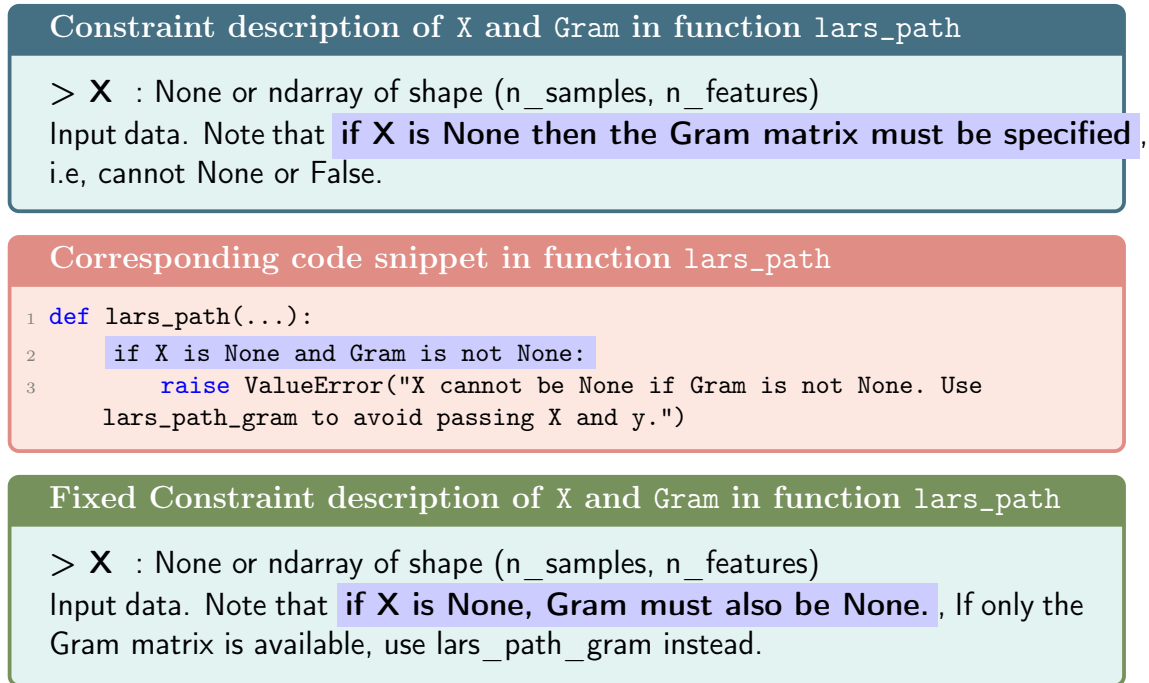 Constraint description of X and Gram in function lars_path
> X : None or ndarray of shape (n_samples, n_features)
Input data. Note that if X is None then the Gram matrix must be specified ,
i.e, cannot None or False.
Corresponding code snippet in function lars_path
1 def lars_path(...):
2 if X is None and Gram is not None:
3 raise ValueError("X cannot be None if Gram is not None. Use
lars_path_gram to avoid passing X and y.")
Fixed Constraint description of X and Gram in function lars_path
> X : None or ndarray of shape (n_samples, n_features)
Input data. Note that if X is None, Gram must also be None. , If only the
Gram matrix is available, use lars_path_gram instead.